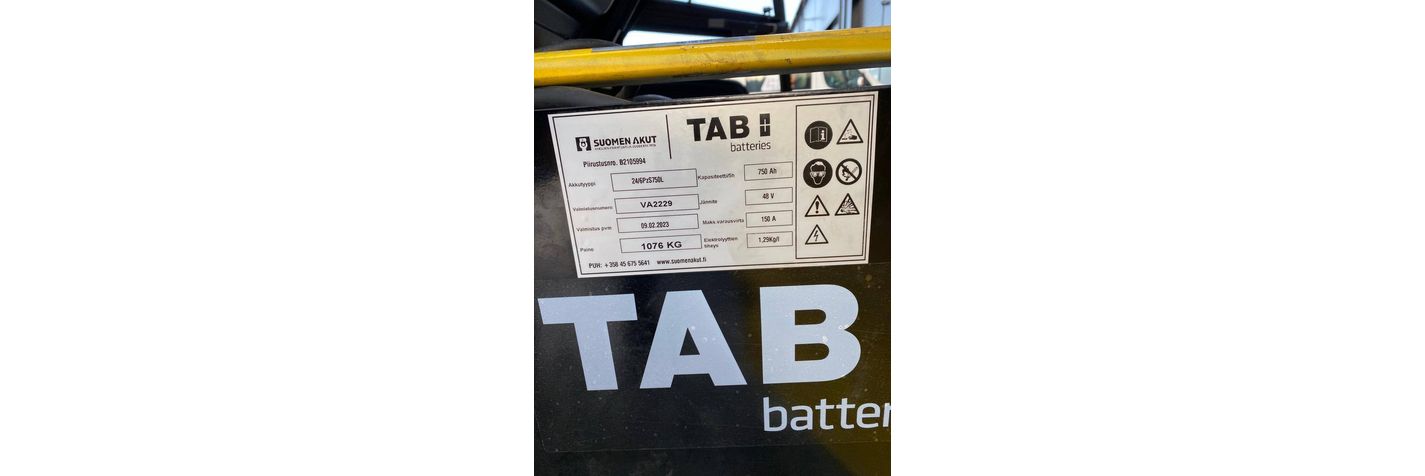 SUOMEN AKUT
TAB
batteries
Piirustusnro. B2105994
Akkutyyppi 24/6PzS750L Kapasiteetti5h 750 Ah
Valmistusnumero VA2229 Jännite 48 V
Valmistus pvm 09.02.2023 Maks.varausvirta 150 A
Paino 1076 KG Elektrolyyttien tiheys 1,29Kg/l
PUH: +358 45 675 5641 www.suomenakut.fi
TAB
batter